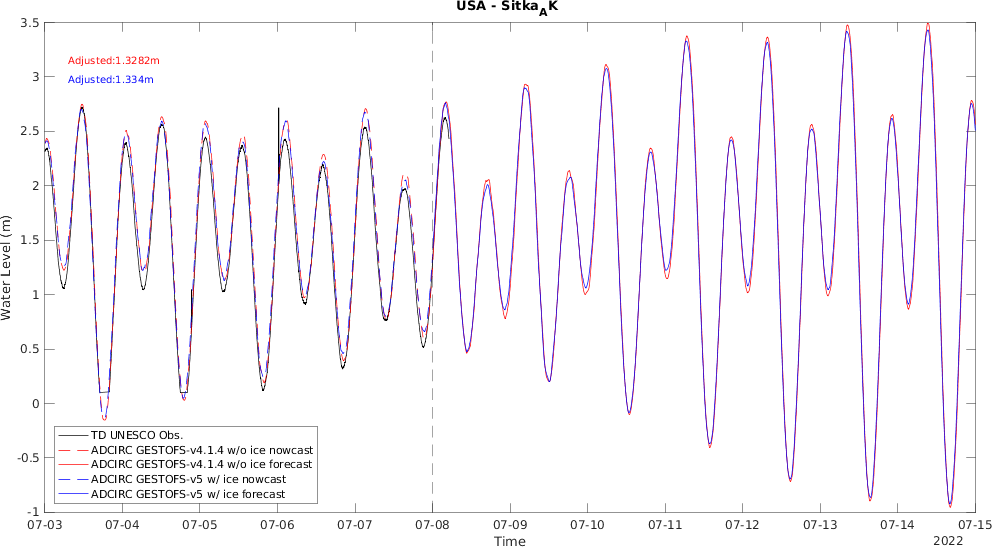 USA - Sitka_AK
Adjusted:1.3282m
Adjusted:1.334m
3.5
3
2.5
2
1.5
1
0.5
0
-0.5
-1
Water Level (m)
TD UNESCO Obs.
ADCIRC GESTOFS-v4.1.4 w/o ice nowcast
ADCIRC GESTOFS-v4.1.4 w/o ice forecast
ADCIRC GESTOFS-v5 w/ ice nowcast
ADCIRC GESTOFS-v5 w/ ice forecast
07-03 07-04 07-05 07-06 07-07 07-08 07-09 07-10 07-11 07-12 07-13 07-14 07-15
Time
2022